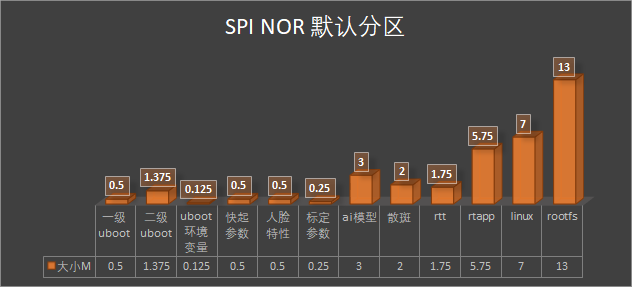 SPI NOR 默认分区
0.5
1.375
0.125
0.5
0.5
0.25
3
2
1.75
5.75
7
13
一级
uboot
二级
uboot
uboot
环境
变量
快起
参数
人脸
特性
标定
参数
ai模型
散斑
rtt
rtapp
linux
rootfs
大小M 0.5 1.375 0.125 0.5 0.5 0.25 3 2 1.75 5.75 7 13